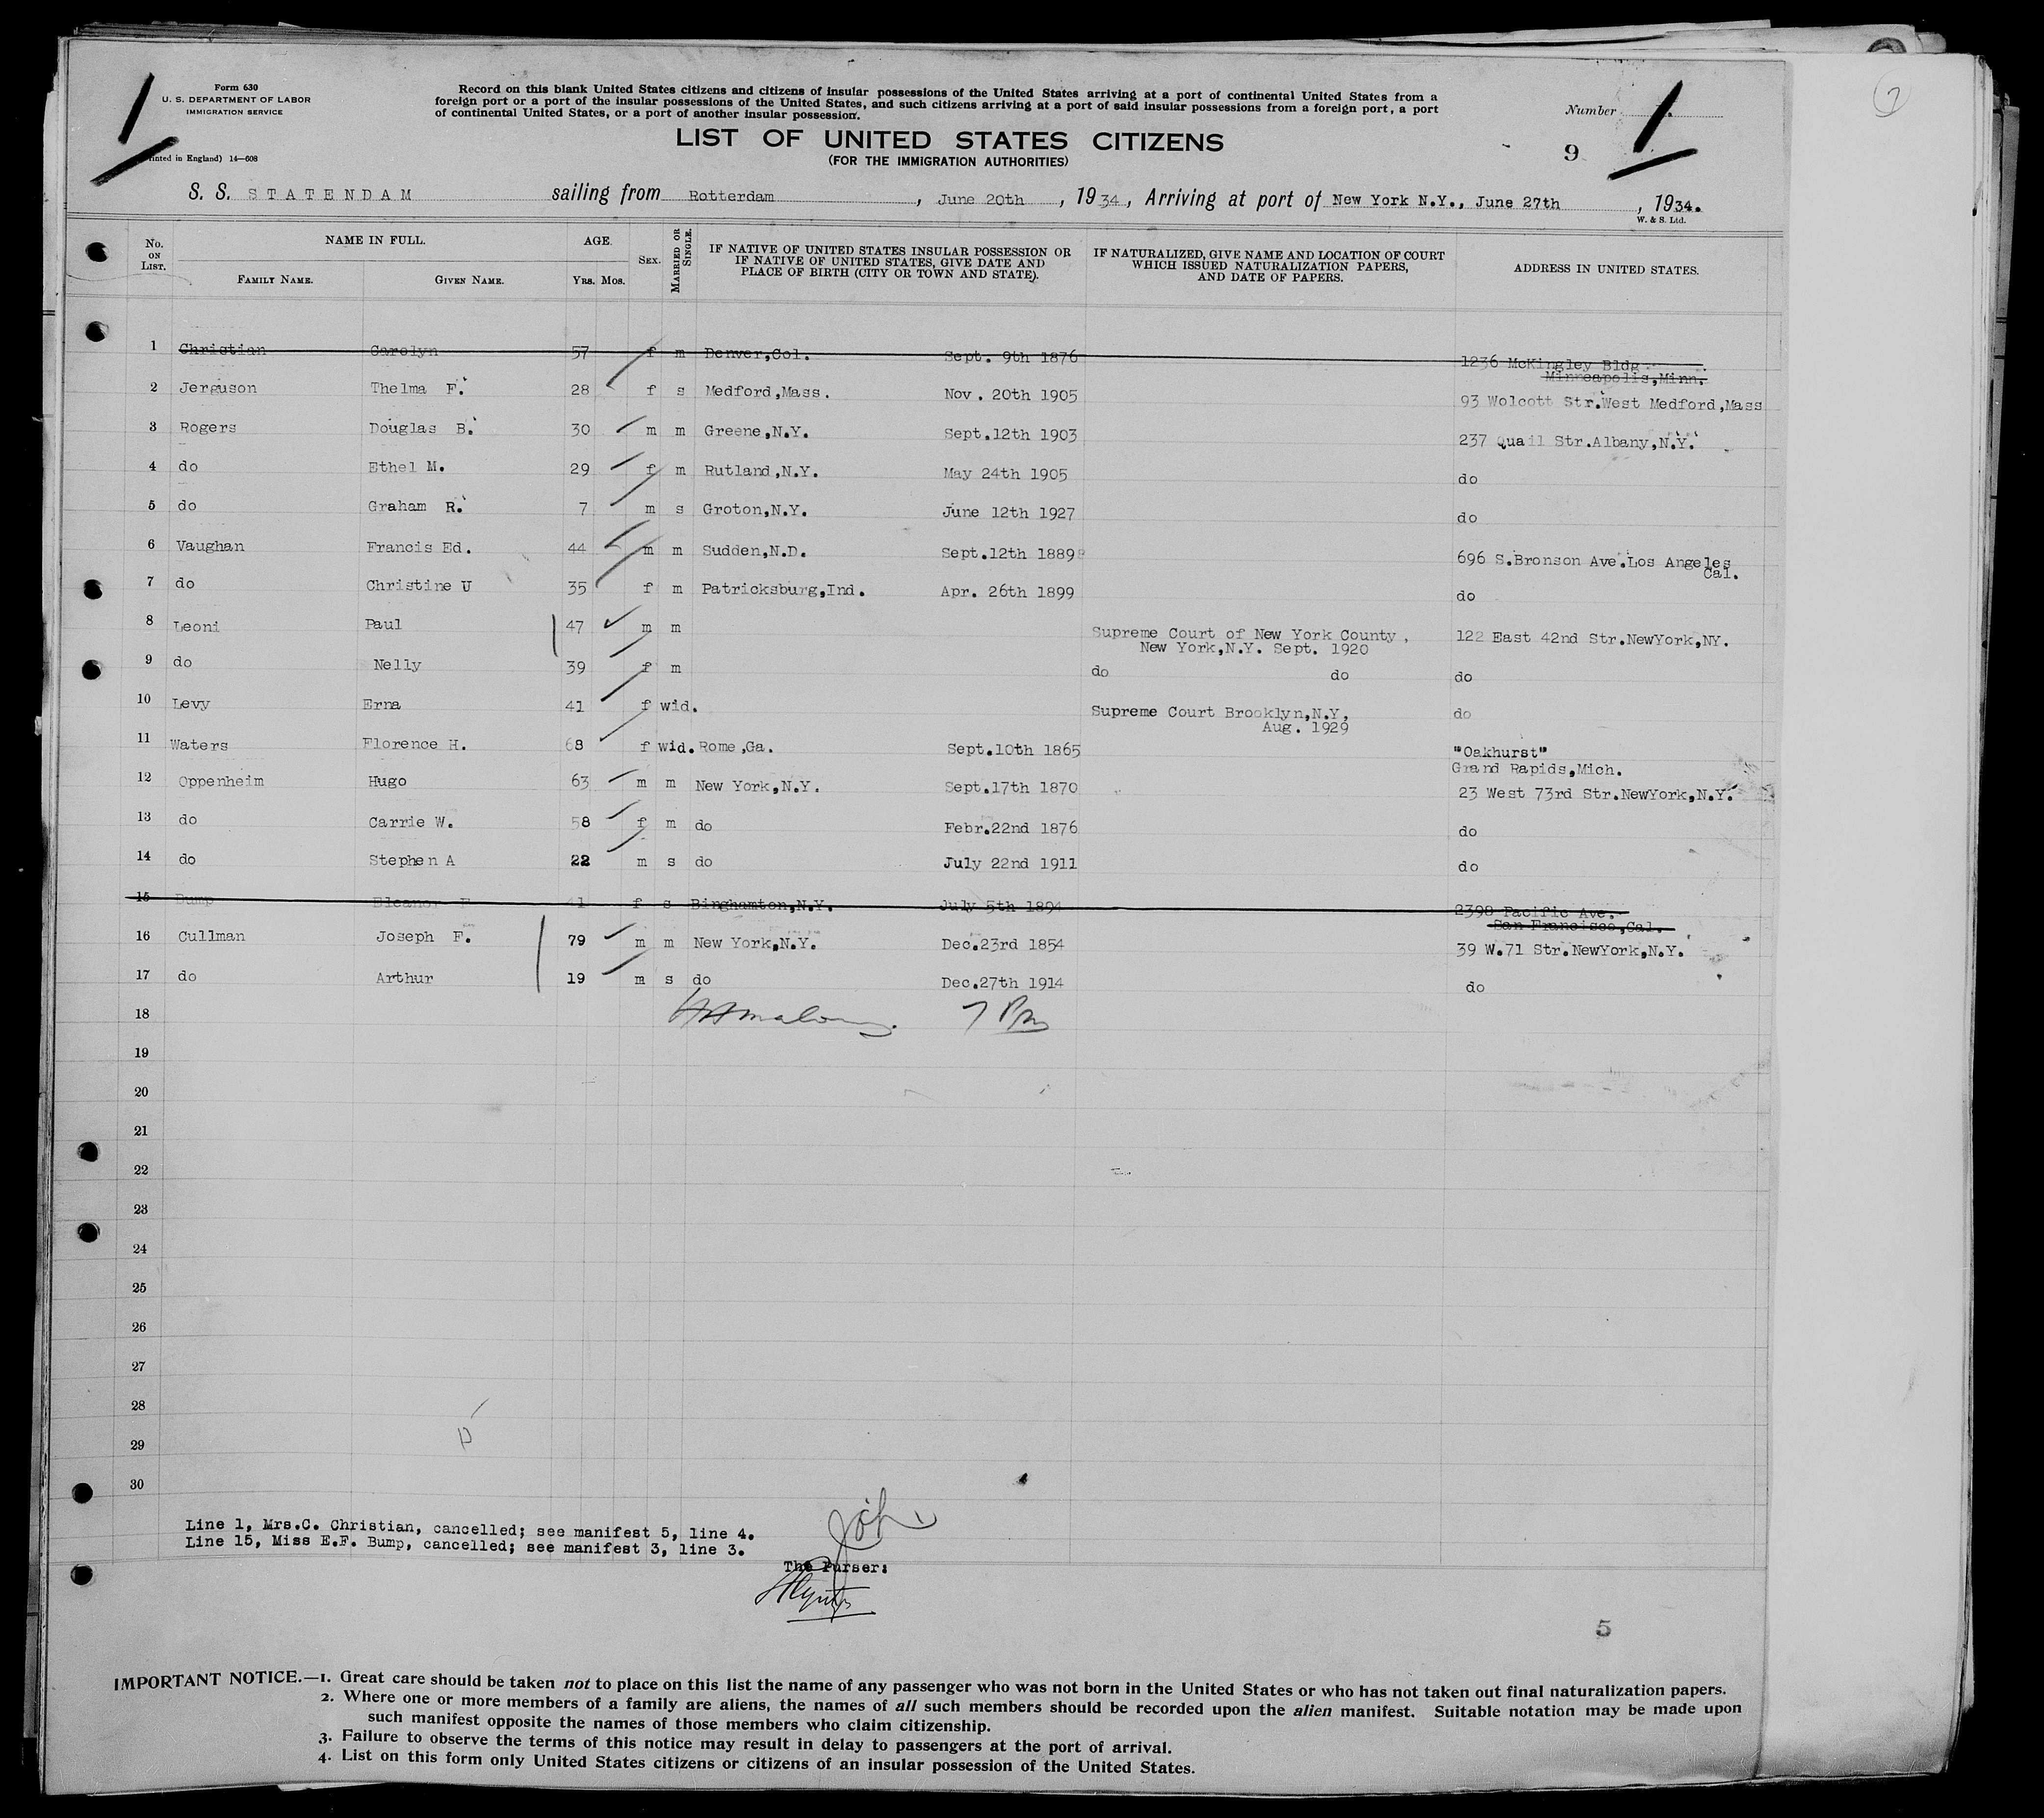 Form 630
U. S. DEPARTMENT OF LABOR
IMMIGRATION SERVICE
(Printed in England) 14—608
1
Record on this blank United States citizens and citizens of insular possessions of the United States arriving at a port of continental United States from a
foreign port or a port of the insular possessions of the United States, and such citizens arriving at a port of said insular possessions from a foreign port, a port
of continental United States, or a port of another insular possession.
LIST OF UNITED STATES CITIZENS
(FOR THE IMMIGRATION AUTHORITIES)
Number 1
9
S. S. STATENDAM sailing from Rotterdam, June 20th, 1934, Arriving at port of New York N.Y., June 27th, 1934.
W. & S. Ltd.
No. ON LIST. NAME IN FULL. AGE. SEX. MARRIED OR SINGLE. IF NATIVE OF UNITED STATES INSULAR POSSESSION OR IF NATIVE OF UNITED STATES, GIVE DATE AND PLACE OF BIRTH (CITY OR TOWN AND STATE). IF NATURALIZED, GIVE NAME AND LOCATION OF COURT WHICH ISSUED NATURALIZATION PAPERS, AND DATE OF PAPERS. ADDRESS IN UNITED STATES.
FAMILY NAME. GIVEN NAME. YRS. MOS.
1 Christian Carolyn 57 f m Denver,Col. Sept. 9th 1876 1236 McKingley Bldg
Minneapolis,Minn.
2 Jerguson Thelma F. 28 f s Medford,Mass. Nov. 20th 1905 93 Wolcott Str.West Medford,Mass
3 Rogers Douglas B. 30 m m Greene,N.Y. Sept.12th 1903 237 Quail Str.Albany,N.Y.
4 do Ethel M. 29 f m Rutland,N.Y. May 24th 1905 do
5 do Graham R. 7 m s Groton,N.Y. June 12th 1927 do
6 Vaughan Francis Ed. 44 m m Sudden,N.D. Sept.12th 1889 696 S.Bronson Ave.Los Angeles
Cal.
7 do Christine U 35 f m Patricksburg,Ind. Apr. 26th 1899 do
8 Leoni Paul 47 m m Supreme Court of New York County, 122 East 42nd Str.NewYork,NY.
New York,N.Y. Sept. 1920
9 do Nelly 39 f m do do do
10 Levy Erna 41 f wid. Supreme Court Brooklyn,N.Y, do
Aug. 1929
11 Waters Florence H. 68 f wid. Rome,Ga. Sept.10th 1865 "Oakhurst"
Grand Rapids,Mich.
12 Oppenheim Hugo 63 m m New York,N.Y. Sept.17th 1870 23 West 73rd Str.NewYork,N.Y.
13 do Carrie W. 58 f m do Febr.22nd 1876 do
14 do Stephen A 22 m s do July 22nd 1911 do
15 Bump Eleanor F 41 f s Binghamton,N.Y. July 5th 1894 2398 Pacific Ave.
San Francisco,Cal.
16 Cullman Joseph F. 79 m m New York,N.Y. Dec.23rd 1854 39 W.71 Str.NewYork,N.Y.
17 do Arthur 19 m s do Dec.27th 1914 do
18 7 Pm
19
20
21
22
23
24
25
26
27
28
29
30
Line 1, Mrs.C. Christian, cancelled; see manifest 5, line 4.
Line 15, Miss E.F. Bump, cancelled; see manifest 3, line 3.
The Purser:
5
IMPORTANT NOTICE.—1. Great care should be taken not to place on this list the name of any passenger who was not born in the United States or who has not taken out final naturalization papers.
2. Where one or more members of a family are aliens, the names of all such members should be recorded upon the alien manifest. Suitable notation may be made upon
such manifest opposite the names of those members who claim citizenship.
3. Failure to observe the terms of this notice may result in delay to passengers at the port of arrival.
4. List on this form only United States citizens or citizens of an insular possession of the United States.